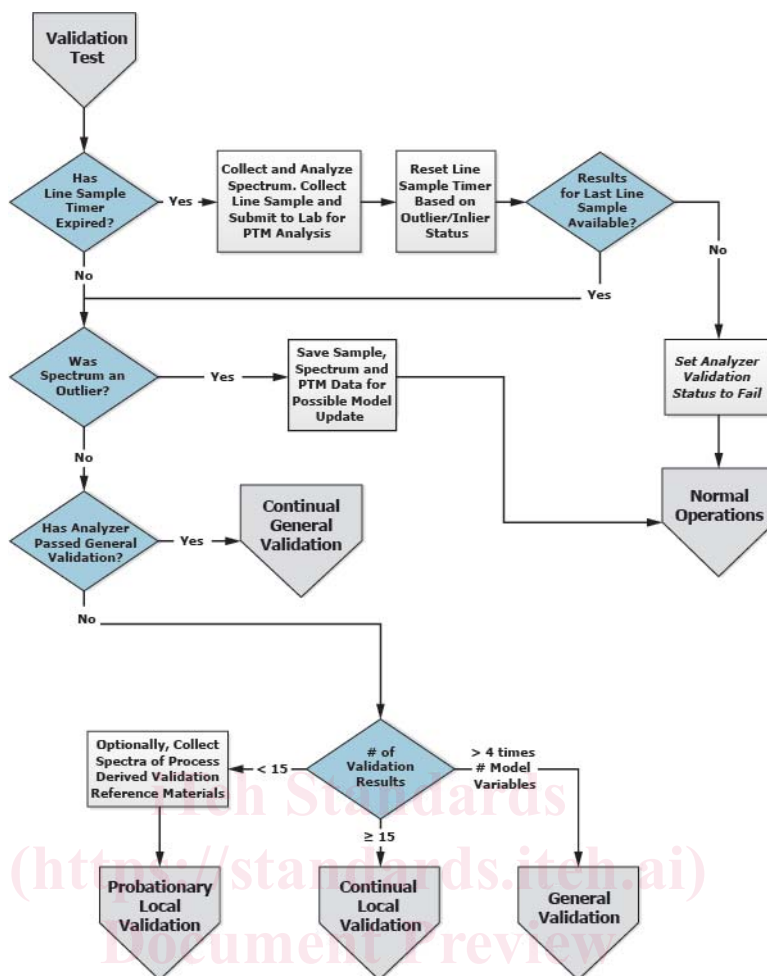 Validation
Test
Has
Line Sample
Timer
Expired?
Yes
Collect and Analyze
Spectrum. Collect
Line Sample and
Submit to Lab for
PTM Analysis
Reset Line
Sample Timer
Based on
Outlier/Inlier
Status
Results
for Last Line
Sample
Available?
No
Yes
No
Was
Spectrum an
Outlier?
Yes
Save Sample,
Spectrum and
PTM Data for
Possible Model
Update
Set Analyzer
Validation
Status to Fail
No
Normal
Operations
Has Analyzer
Passed General
Validation?
Yes
Continual
General
Validation
No
Optionally, Collect
Spectra of Process
Derived Validation
Reference Materials
< 15
# of
Validation
Results
> 4 times
# Model
Variables
≥ 15
iTeh Standards
(https://standards.iteh.ai)
Document Preview
Probationary
Local
Validation
Continual
Local
Validation
General
Validation